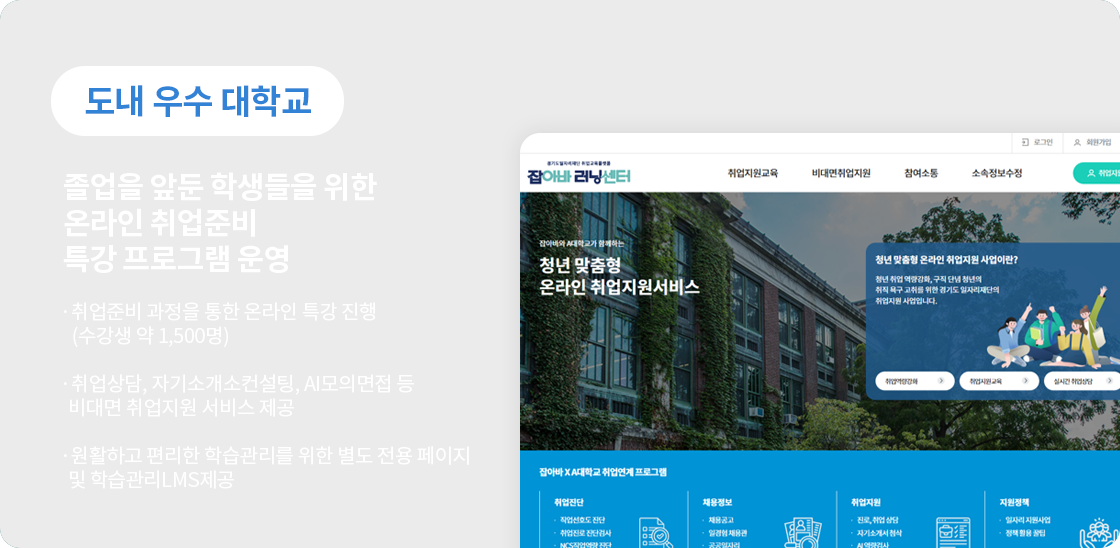 도내 우수 대학교
졸업을 앞둔 학생들을 위한
온라인 취업준비
특강 프로그램 운영
· 취업준비 과정을 통한 온라인 특강 진행
(수강생 약 1,500명)
· 취업상담, 자기소개소컨설팅, AI모의면접 등
비대면 취업지원 서비스 제공
· 원활하고 편리한 학습관리를 위한 별도 전용 페이지
및 학습관리LMS제공
로그인
회원가입
경기도일자리재단 취업교육플랫폼
잡아바 러닝센터
취업지원교육
비대면취업지원
참여소통
소속정보수정
취업지원
잡아바와 A대학교가 함께하는
청년 맞춤형
온라인 취업지원서비스
청년 맞춤형 온라인 취업지원 사업이란?
청년 취업 역량강화, 구직 단념 청년의
취직 욕구 고취를 위한 경기도 일자리재단의
취업지원 사업입니다.
취업역량강화
취업지원교육
실시간 취업상담
잡아바 X A대학교 취업연계 프로그램
취업진단
· 직업선호도 진단
· 취업진로 진단검사
· NCS직업역량 진단
채용정보
· 채용공고
· 일경험 채용관
· 공공일자리
취업지원
· 진로, 취업 상담
· 자기소개서 첨삭
· AI 역량검사
지원정책
· 일자리 지원사업
· 정책 활용 꿀팁